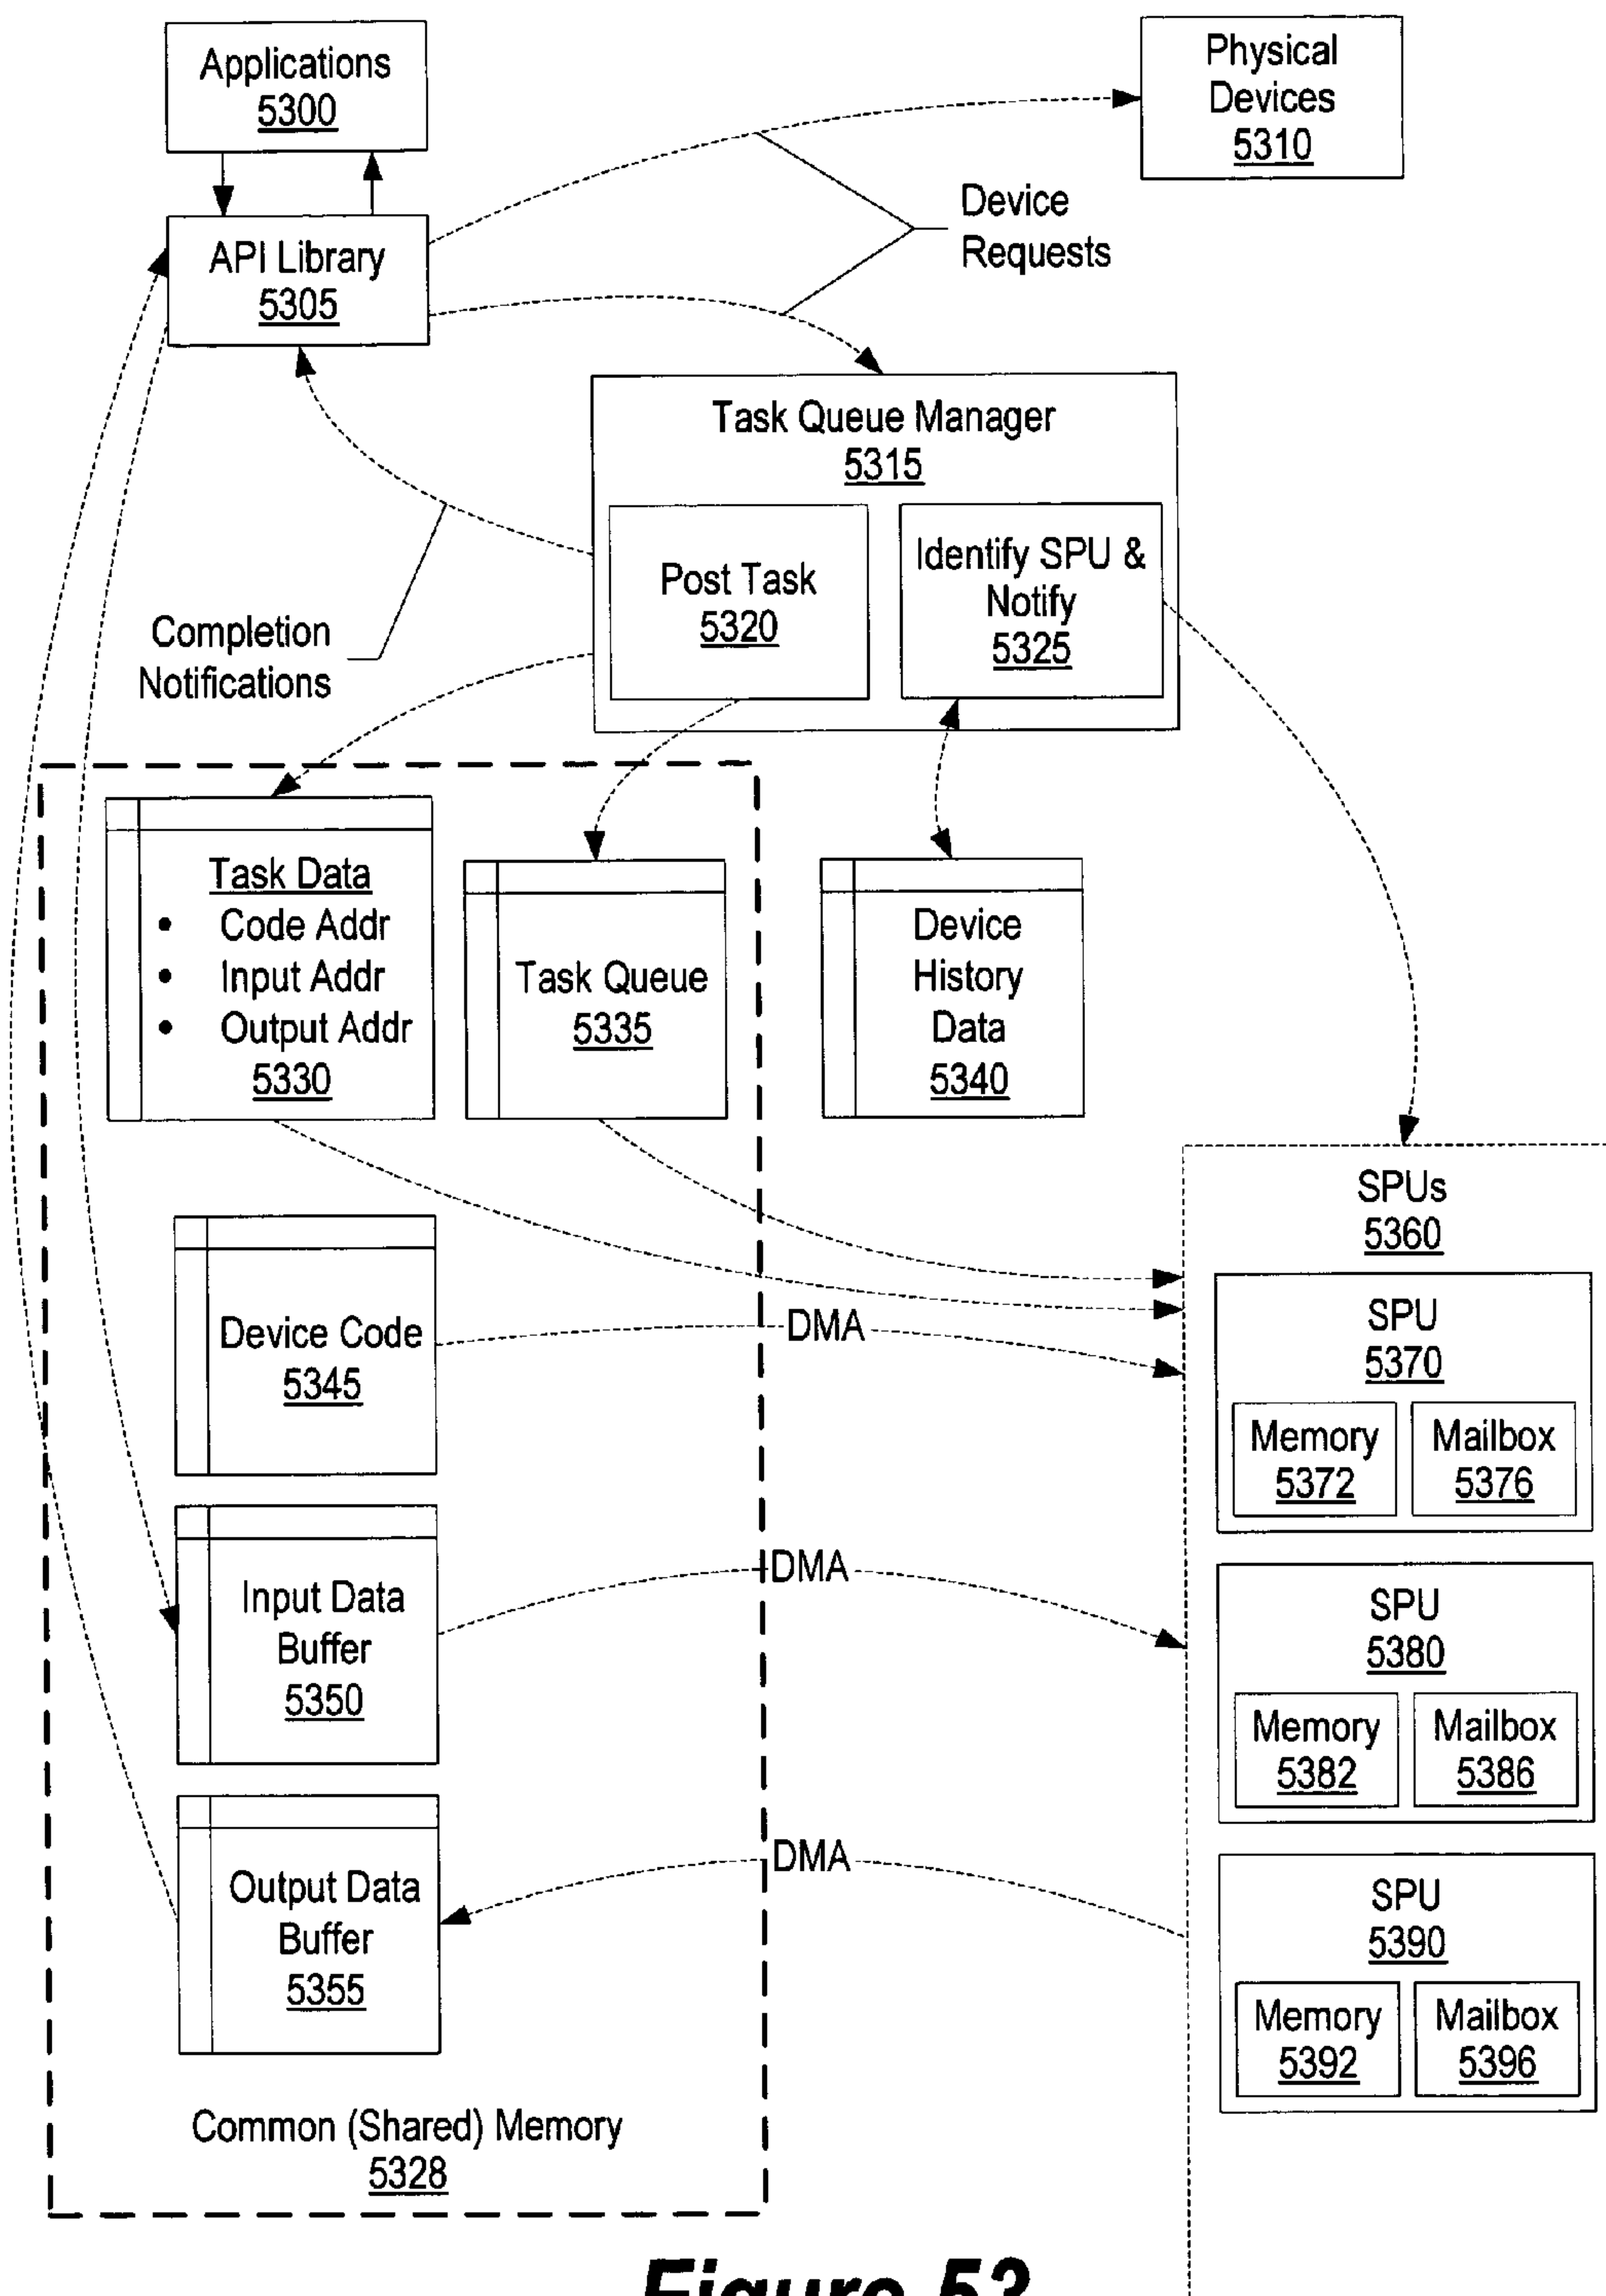 Applications
5300
Physical
Devices
5310
API Library
5305
Device
Requests
Task Queue Manager
5315
Post Task
5320
Identify SPU &
Notify
5325
Completion
Notifications
Task Data
• Code Addr
• Input Addr
• Output Addr
5330
Task Queue
5335
Device
History
Data
5340
SPUs
5360
Device Code
5345
DMA
SPU
5370
Memory
5372
Mailbox
5376
Input Data
Buffer
5350
DMA
SPU
5380
Memory
5382
Mailbox
5386
Output Data
Buffer
5355
DMA
SPU
5390
Memory
5392
Mailbox
5396
Common (Shared) Memory
5328
Figure 53